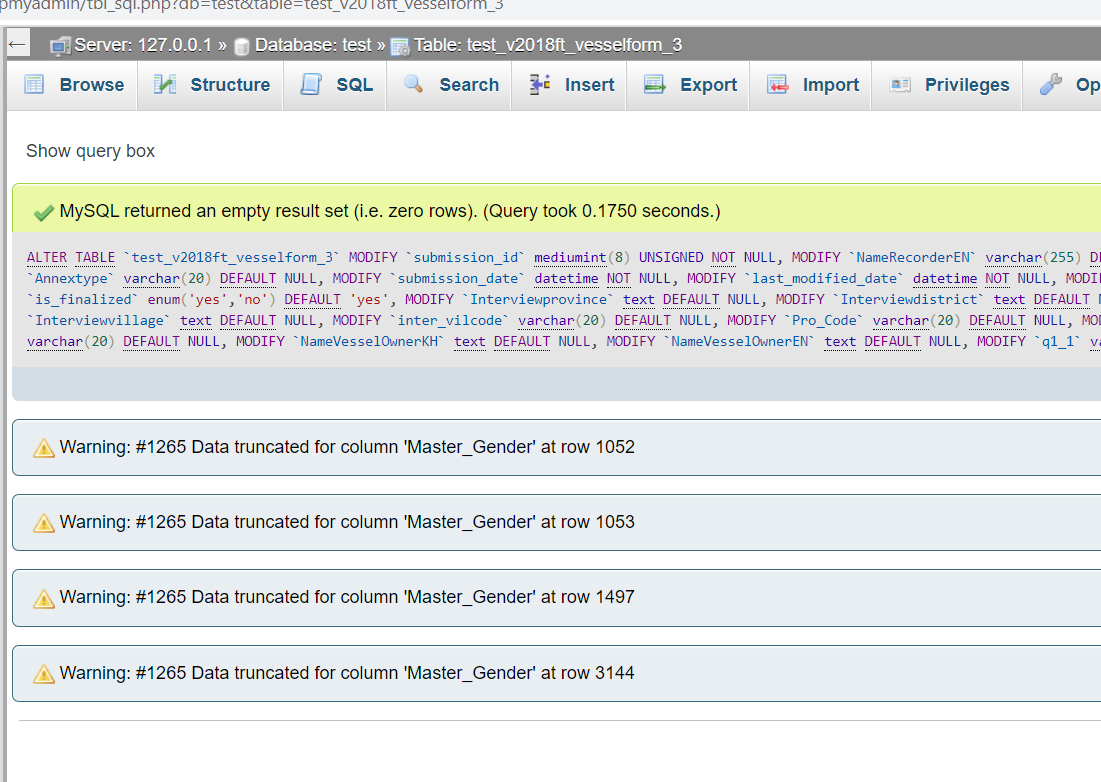 pmyadmin/tbl_sql.php?db=test&table=test_v2018ft_vesselform_3
Server: 127.0.0.1 » Database: test » Table: test_v2018ft_vesselform_3
Browse Structure SQL Search Insert Export Import Privileges Op
Show query box
MySQL returned an empty result set (i.e. zero rows). (Query took 0.1750 seconds.)
ALTER TABLE `test_v2018ft_vesselform_3` MODIFY `submission_id` mediumint(8) UNSIGNED NOT NULL, MODIFY `NameRecorderEN` varchar(255) DE
`Annextype` varchar(20) DEFAULT NULL, MODIFY `submission_date` datetime NOT NULL, MODIFY `last_modified_date` datetime NOT NULL, MODI
`is_finalized` enum('yes','no') DEFAULT 'yes', MODIFY `Interviewprovince` text DEFAULT NULL, MODIFY `Interviewdistrict` text DEFAULT N
`Interviewvillage` text DEFAULT NULL, MODIFY `inter_vilcode` varchar(20) DEFAULT NULL, MODIFY `Pro_Code` varchar(20) DEFAULT NULL, MO
varchar(20) DEFAULT NULL, MODIFY `NameVesselOwnerKH` text DEFAULT NULL, MODIFY `NameVesselOwnerEN` text DEFAULT NULL, MODIFY `q1_1` va
Warning: #1265 Data truncated for column 'Master_Gender' at row 1052
Warning: #1265 Data truncated for column 'Master_Gender' at row 1053
Warning: #1265 Data truncated for column 'Master_Gender' at row 1497
Warning: #1265 Data truncated for column 'Master_Gender' at row 3144